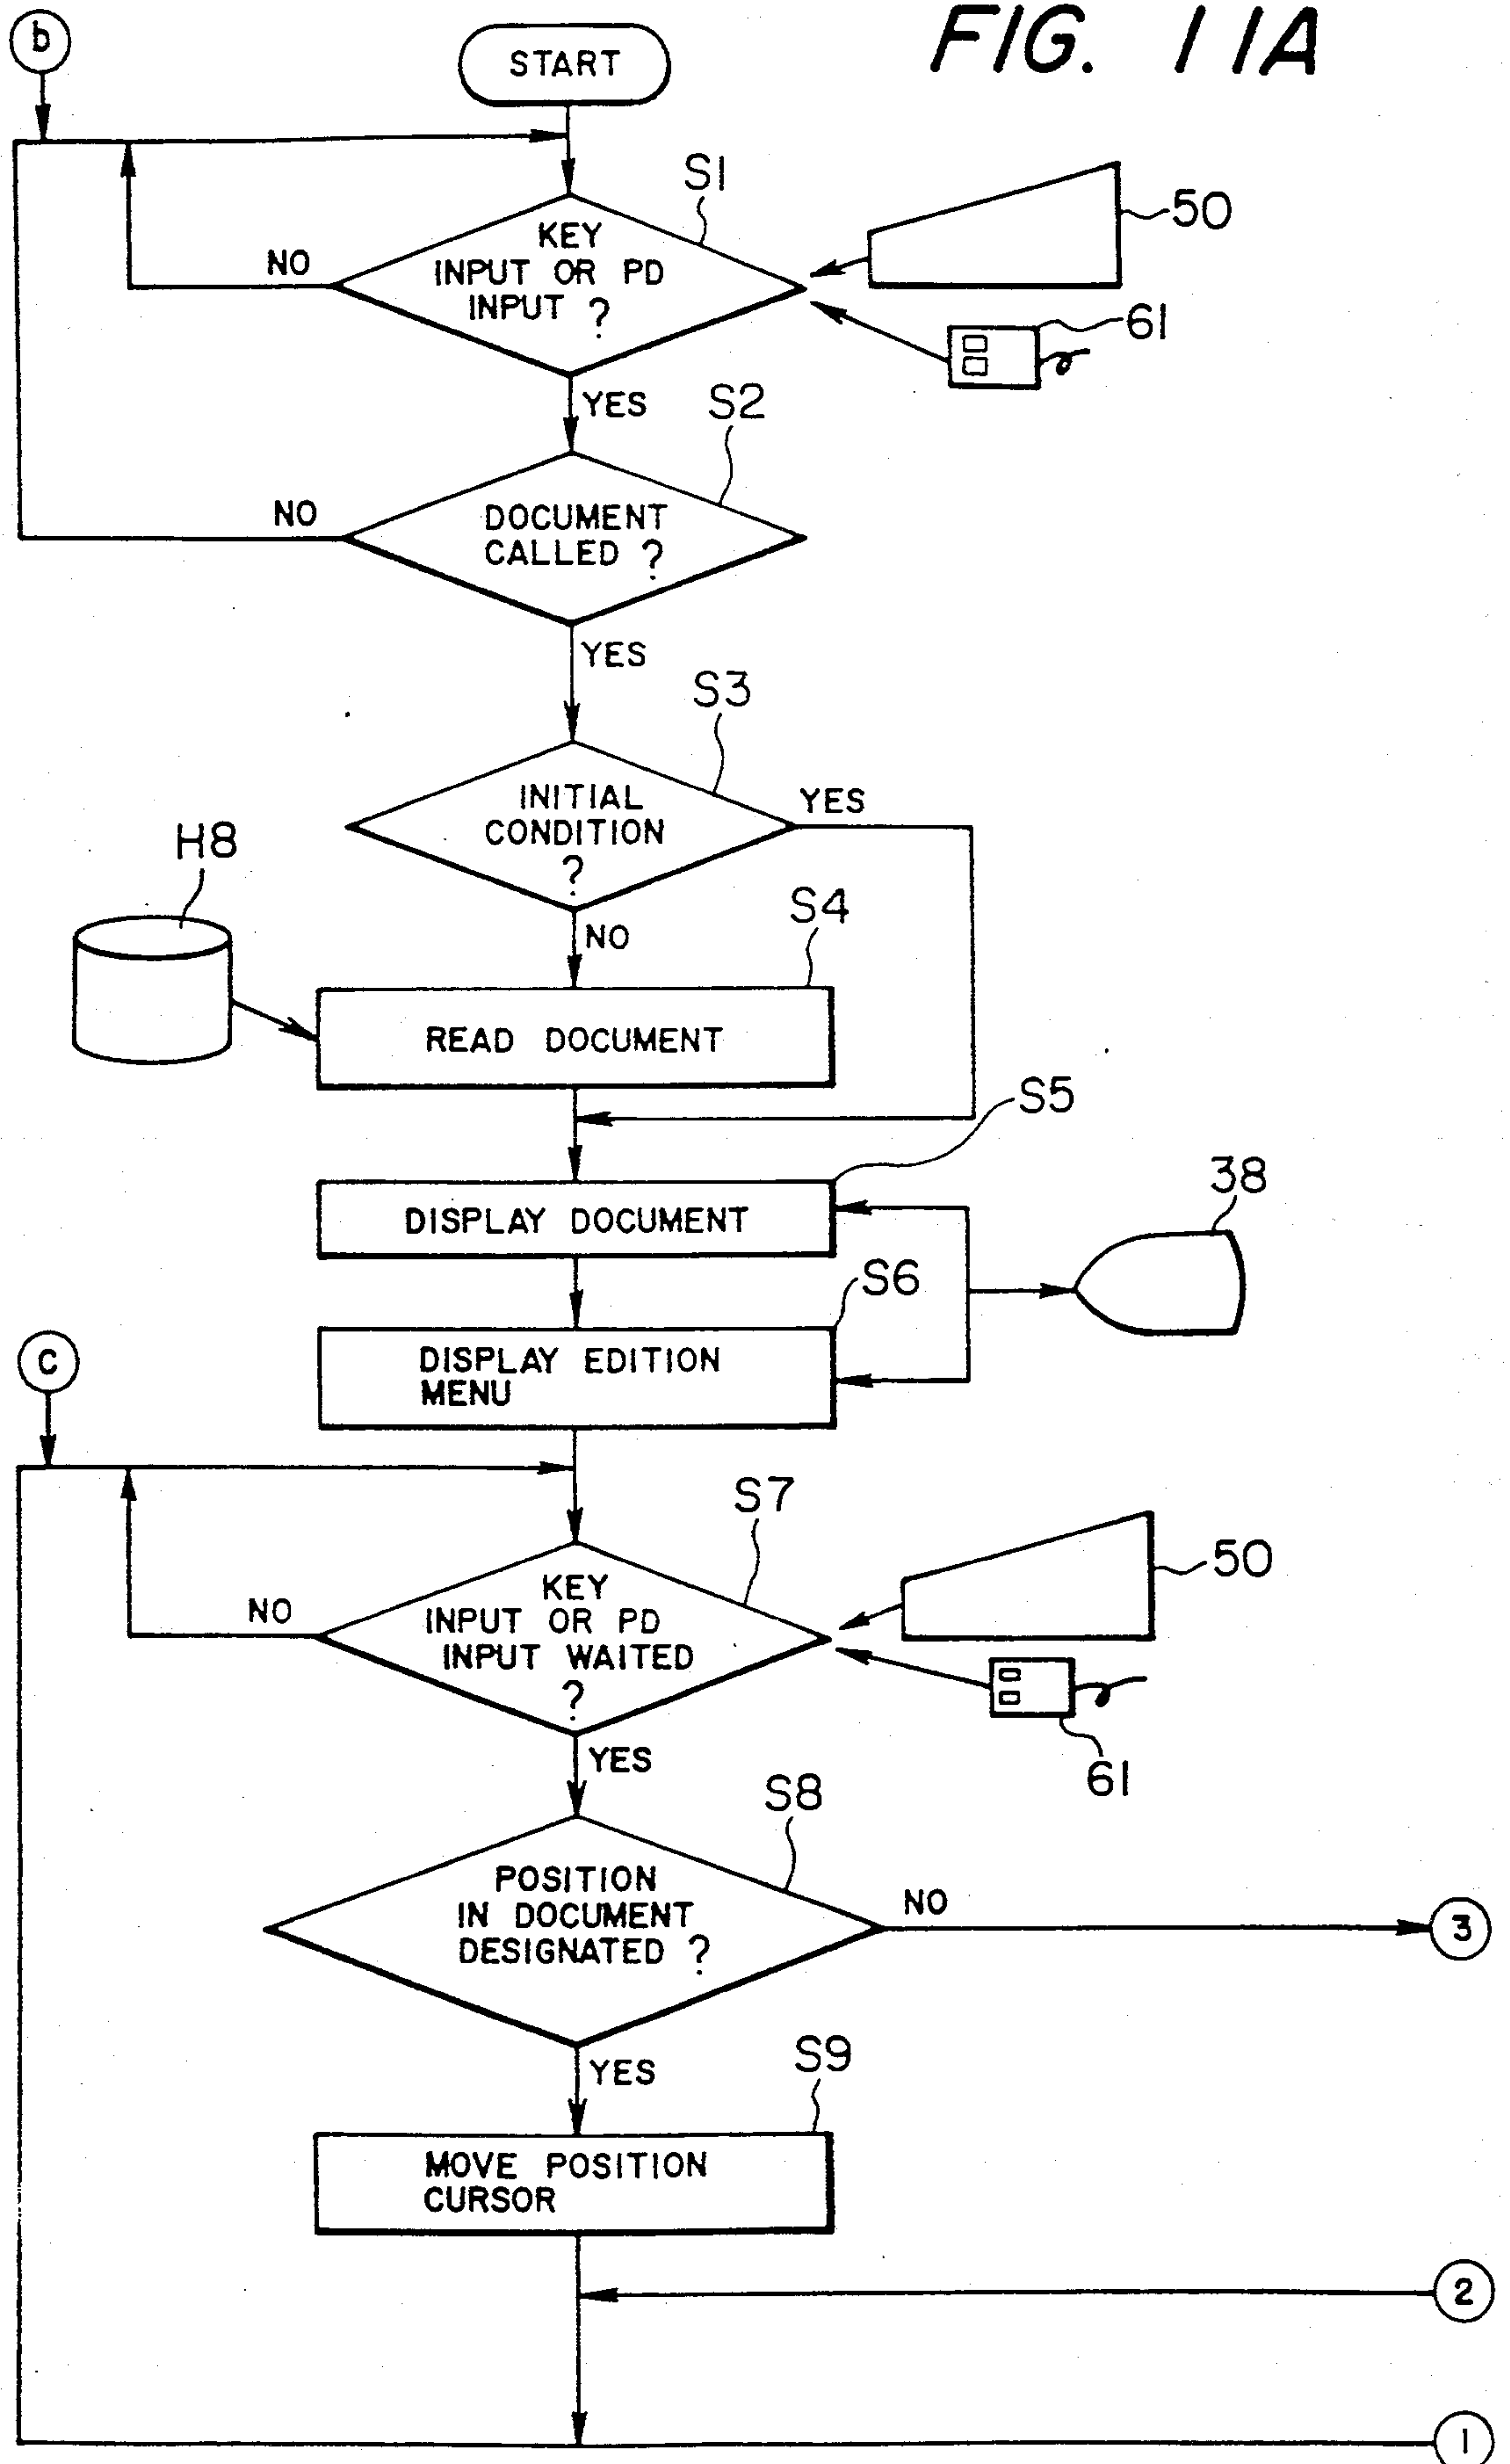 FIG. 11A
b
START
S1
KEY
INPUT OR PD
INPUT ?
NO
50
61
YES
S2
DOCUMENT
CALLED ?
NO
YES
S3
INITIAL
CONDITION
?
YES
H8
NO
S4
READ DOCUMENT
S5
DISPLAY DOCUMENT
38
S6
DISPLAY EDITION
MENU
C
S7
KEY
INPUT OR PD
INPUT WAITED
?
NO
50
61
YES
S8
POSITION
IN DOCUMENT
DESIGNATED ?
NO
3
YES
S9
MOVE POSITION
CURSOR
2
1